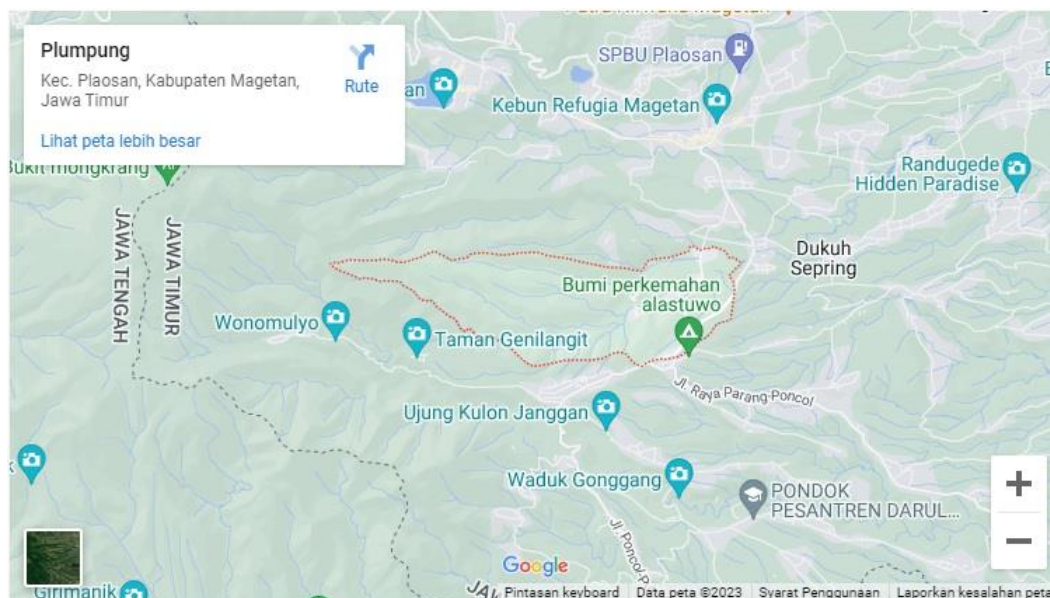 Plumpung
Kec. Plaosan, Kabupaten Magetan,
Jawa Timur
Rute
Lihat peta lebih besar
SPBU Plaosan
an
Kebun Refugia Magetan
Bukit mongkrang
Randugede
Hidden Paradise
JAWA TENGAH
JAWA TIMUR
Dukuh
Sepring
Bumi perkemahan
alastuwo
Wonomulyo
Taman Genilangit
Jl. Raya Parang-Poncol
Ujung Kulon Janggan
Waduk Gonggang
PONDOK
PESANTREN DARUL...
Jl. Poncol-P
Google
Girimanik
Pintasan keyboard
Data peta ©2023
Syarat Penggunaan
Laporkan kesalahan peta